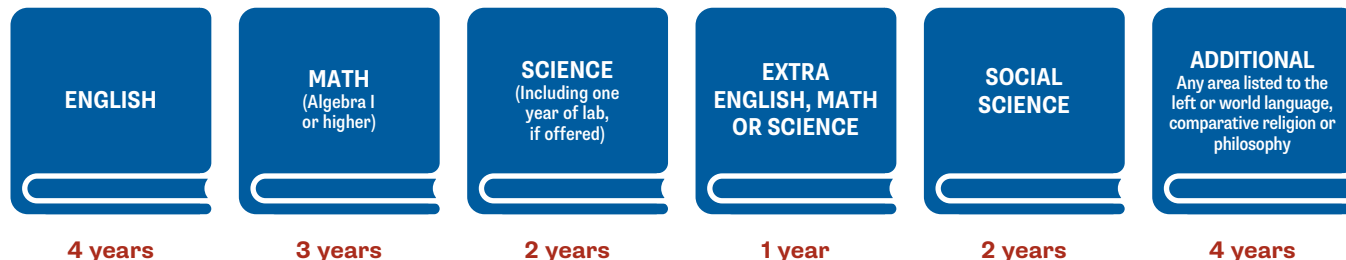 ENGLISH
4 years
MATH
(Algebra I
or higher)
3 years
SCIENCE
(Including one
year of lab,
if offered)
2 years
EXTRA
ENGLISH, MATH
OR SCIENCE
1 year
SOCIAL
SCIENCE
2 years
ADDITIONAL
Any area listed to the
left or world language,
comparative religion or
philosophy
4 years